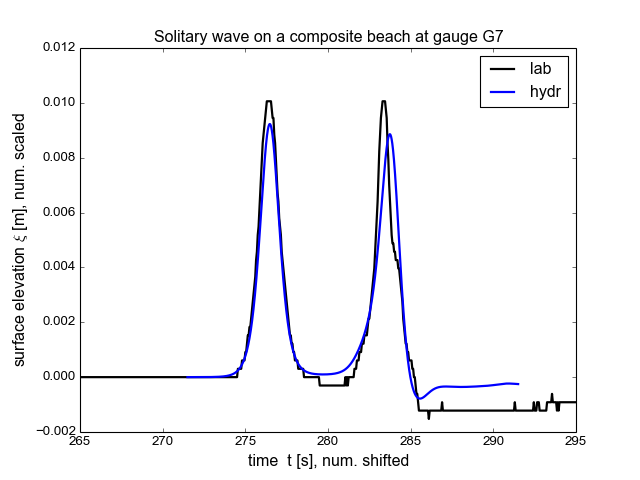 Solitary wave on a composite beach at gauge G7
0.012
0.010
0.008
0.006
0.004
0.002
0.000
−0.002
surface elevation ξ [m], num. scaled
lab
hydr
265 270 275 280 285 290 295
time t [s], num. shifted